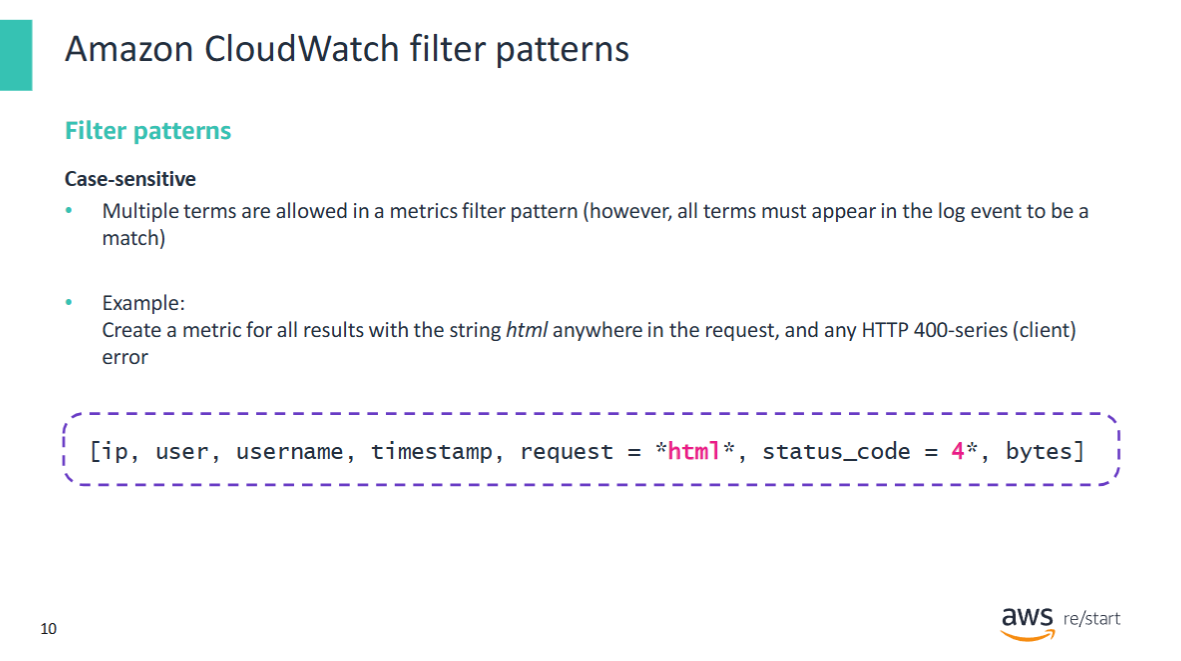 Amazon CloudWatch filter patterns
Filter patterns
Case-sensitive
• Multiple terms are allowed in a metrics filter pattern (however, all terms must appear in the log event to be a
match)
• Example:
Create a metric for all results with the string html anywhere in the request, and any HTTP 400-series (client)
error
[ip, user, username, timestamp, request = *html*, status_code = 4*, bytes]
10
aws re/start